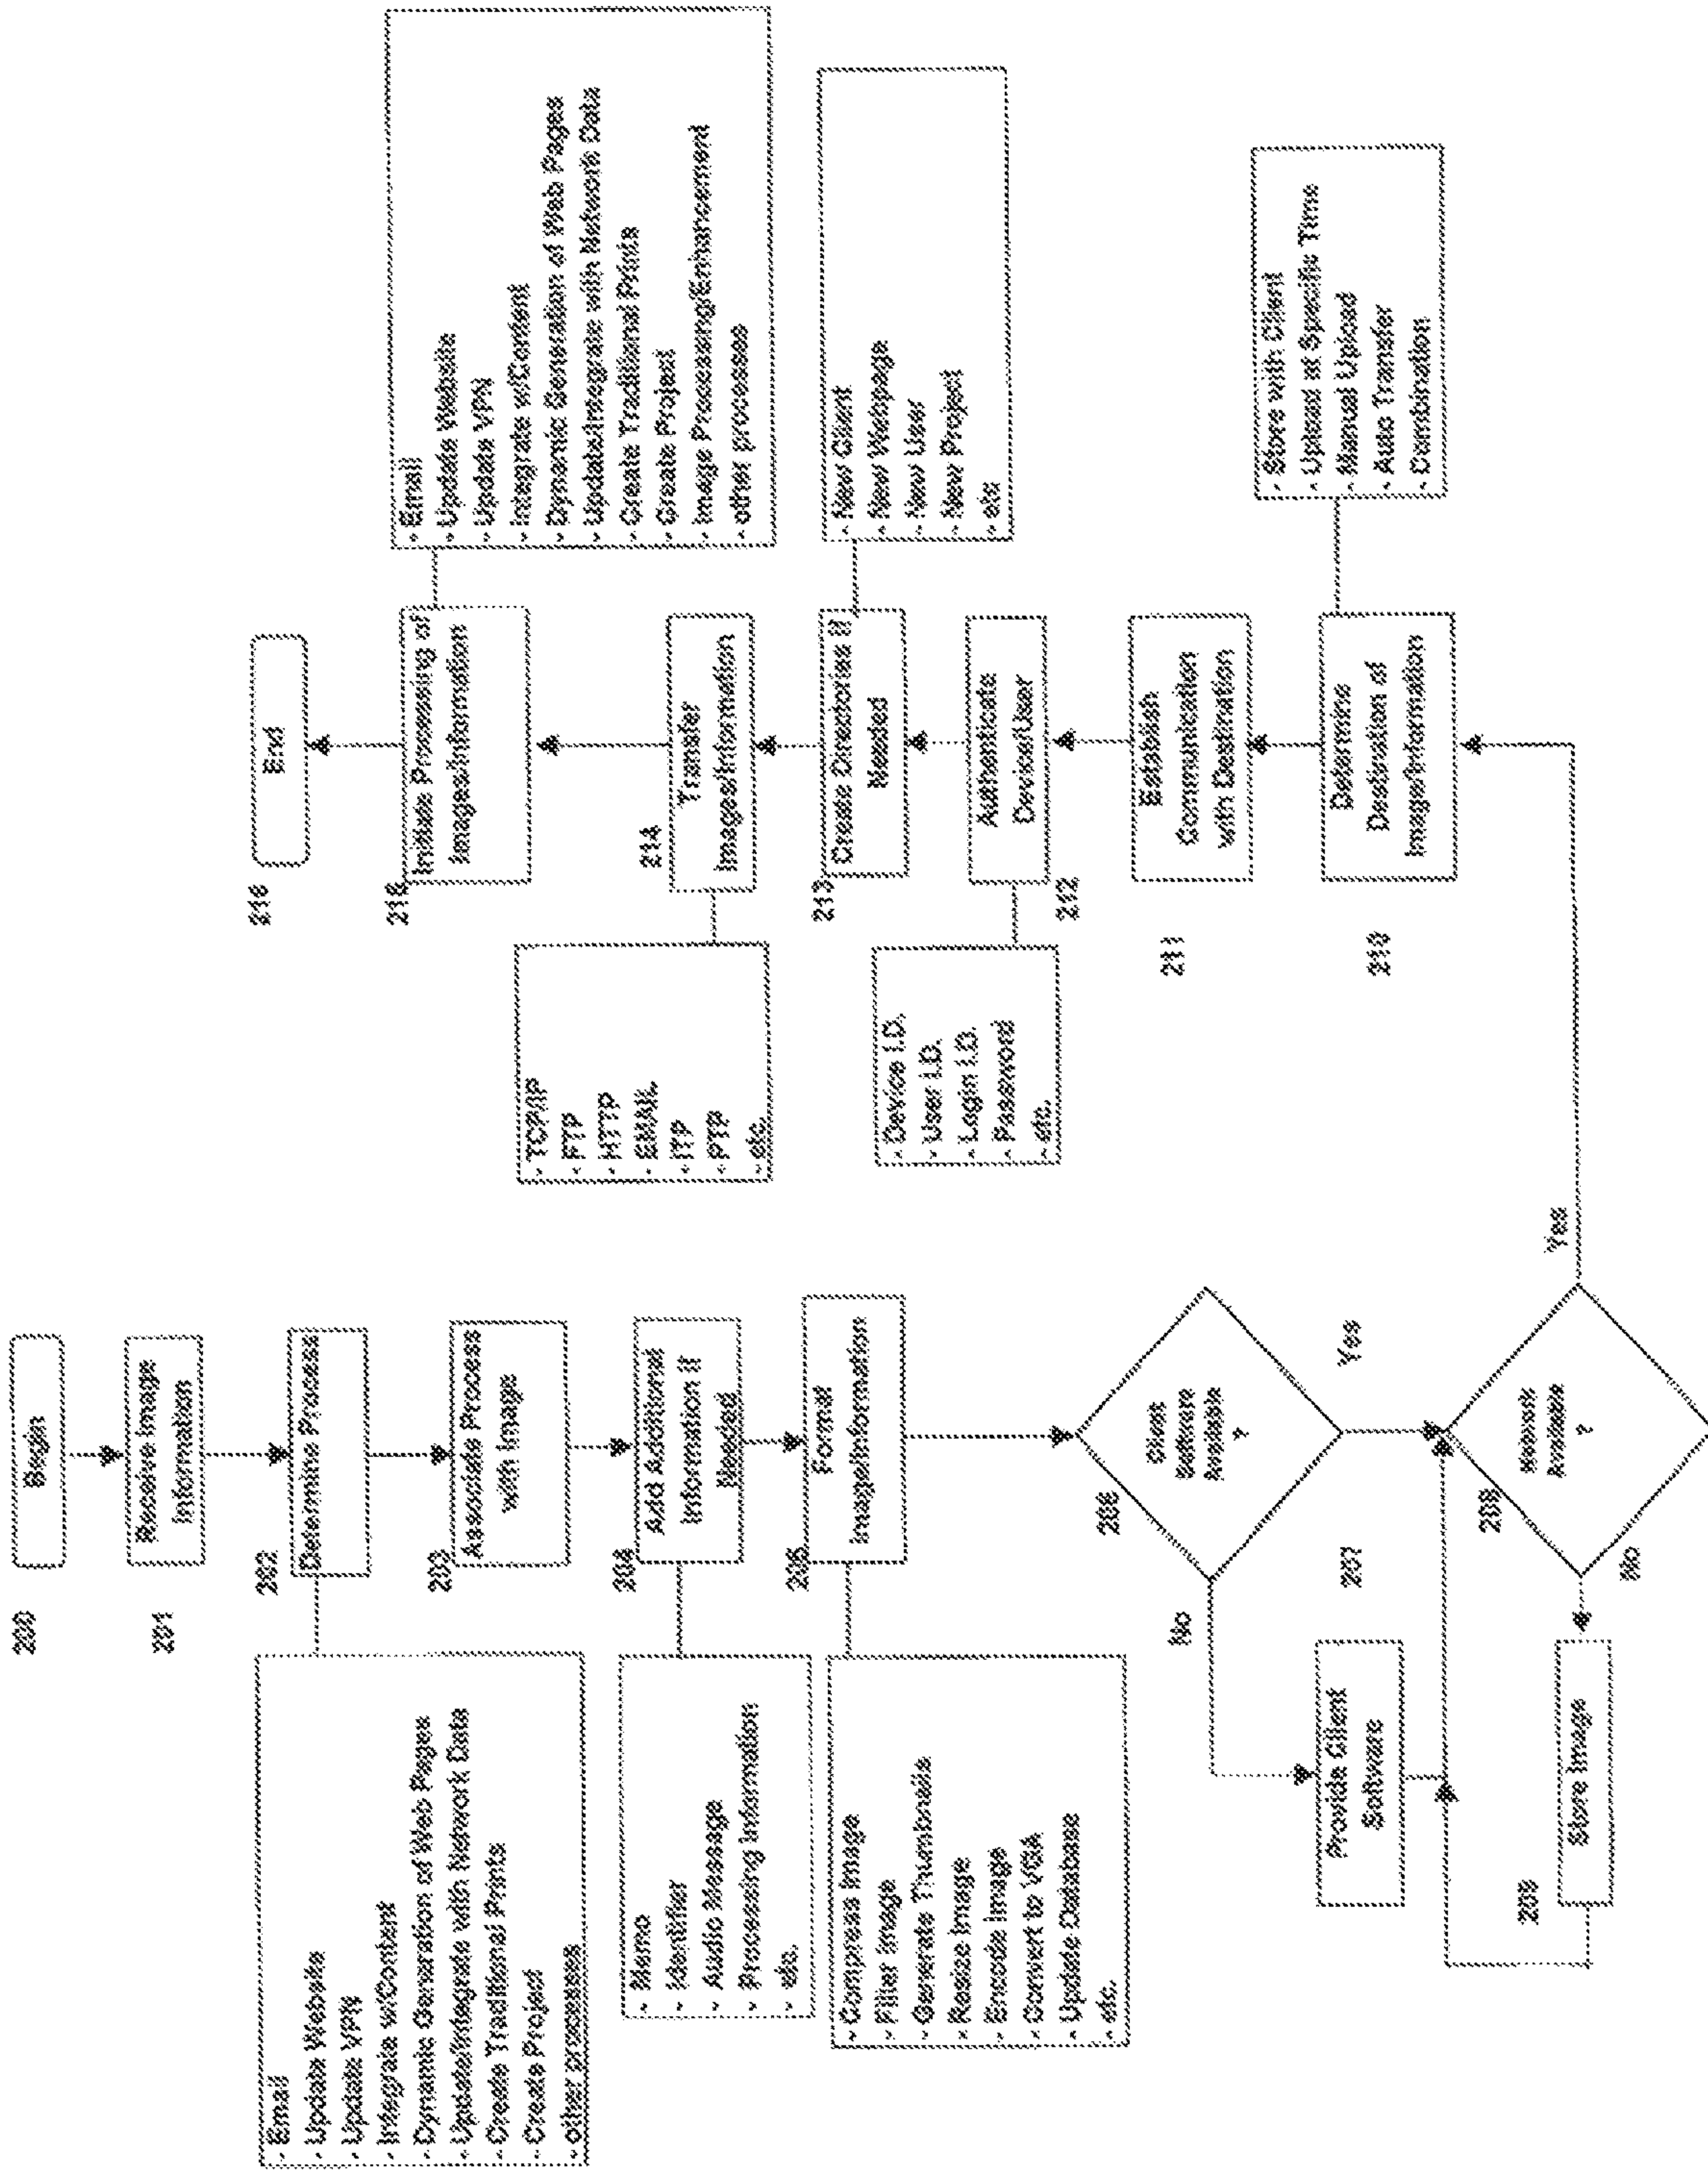 200
Begin
201
Receive Image
Information
202
Determine Process
- Email
- Update Website
- Update VPN
- Integrate w/Content
- Dynamic Generation of Web Pages
- Update/Integrate with Network Data
- Create Traditional Prints
- Create Project
- other processes
203
Associate Process
with Image
204
Add Additional
Information if
Needed
- Memo
- Identifier
- Audio Message
- Processing Information
- etc.
205
Format
Image/Information
- Compress Image
- Filter Image
- Generate Thumbnails
- Resize Image
- Encode Image
- Convert to VGA
- Update Database
- etc.
206
Client
Software
Available
?
No
Yes
207
Provide Client
Software
208
Network
Available
?
No
Yes
209
Store Image
210
Determine
Destination of
Image/Information
- Store with Client
- Upload at Specific Time
- Manual Upload
- Auto Transfer
- Combination
211
Establish
Communication
with Destination
212
Authenticate
Device/User
- Device I.D.
- User I.D.
- Login I.D.
- Password
- etc.
213
Create Directories if
Needed
- New Client
- New Webpage
- New User
- New Project
- etc
214
Transfer
Images/Information
- TCP/IP
- FTP
- HTTP
- EMAIL
- ITP
- PTP
- etc.
Initiate Processing of
Images/Information
- Email
- Update Website
- Update VPN
- Integrate w/Content
- Dynamic Generation of Web Pages
- Update/Integrate with Network Data
- Create Traditional Prints
- Create Project
- Image Processing/Enhancement
- other processes
216
End